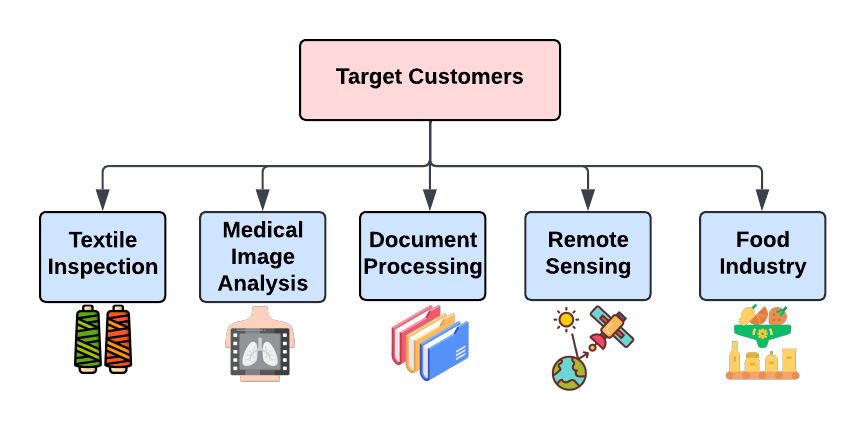 Target Customers
Textile
Inspection
Medical
Image
Analysis
Document
Processing
Remote
Sensing
Food
Industry